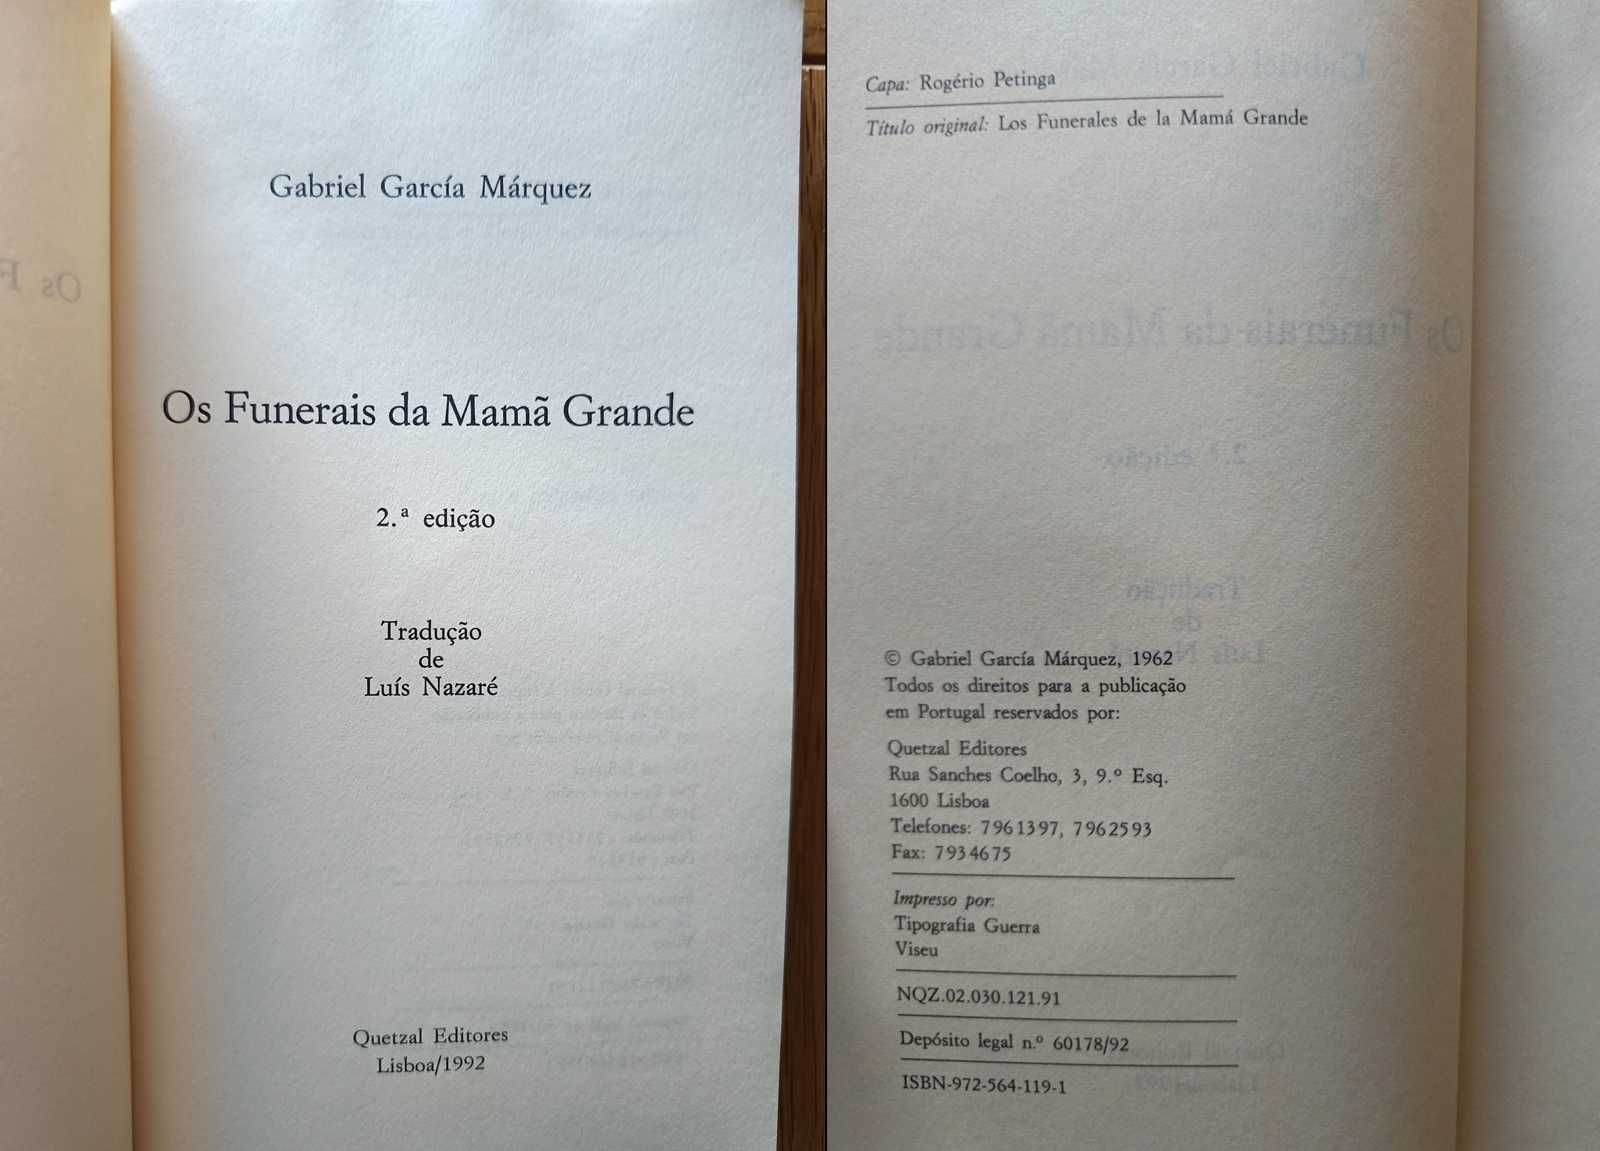 Gabriel García Márquez
Os Funerais da Mamã Grande
2.ª edição
Tradução
de
Luís Nazaré
Quetzal Editores
Lisboa/1992
Capa: Rogério Petinga
Título original: Los Funerales de la Mamá Grande
© Gabriel García Márquez, 1962
Todos os direitos para a publicação
em Portugal reservados por:
Quetzal Editores
Rua Sanches Coelho, 3, 9.º Esq.
1600 Lisboa
Telefones: 7961397, 7962593
Fax: 7934675
Impresso por:
Tipografia Guerra
Viseu
NQZ.02.030.121.91
Depósito legal n.º 60178/92
ISBN-972-564-119-1